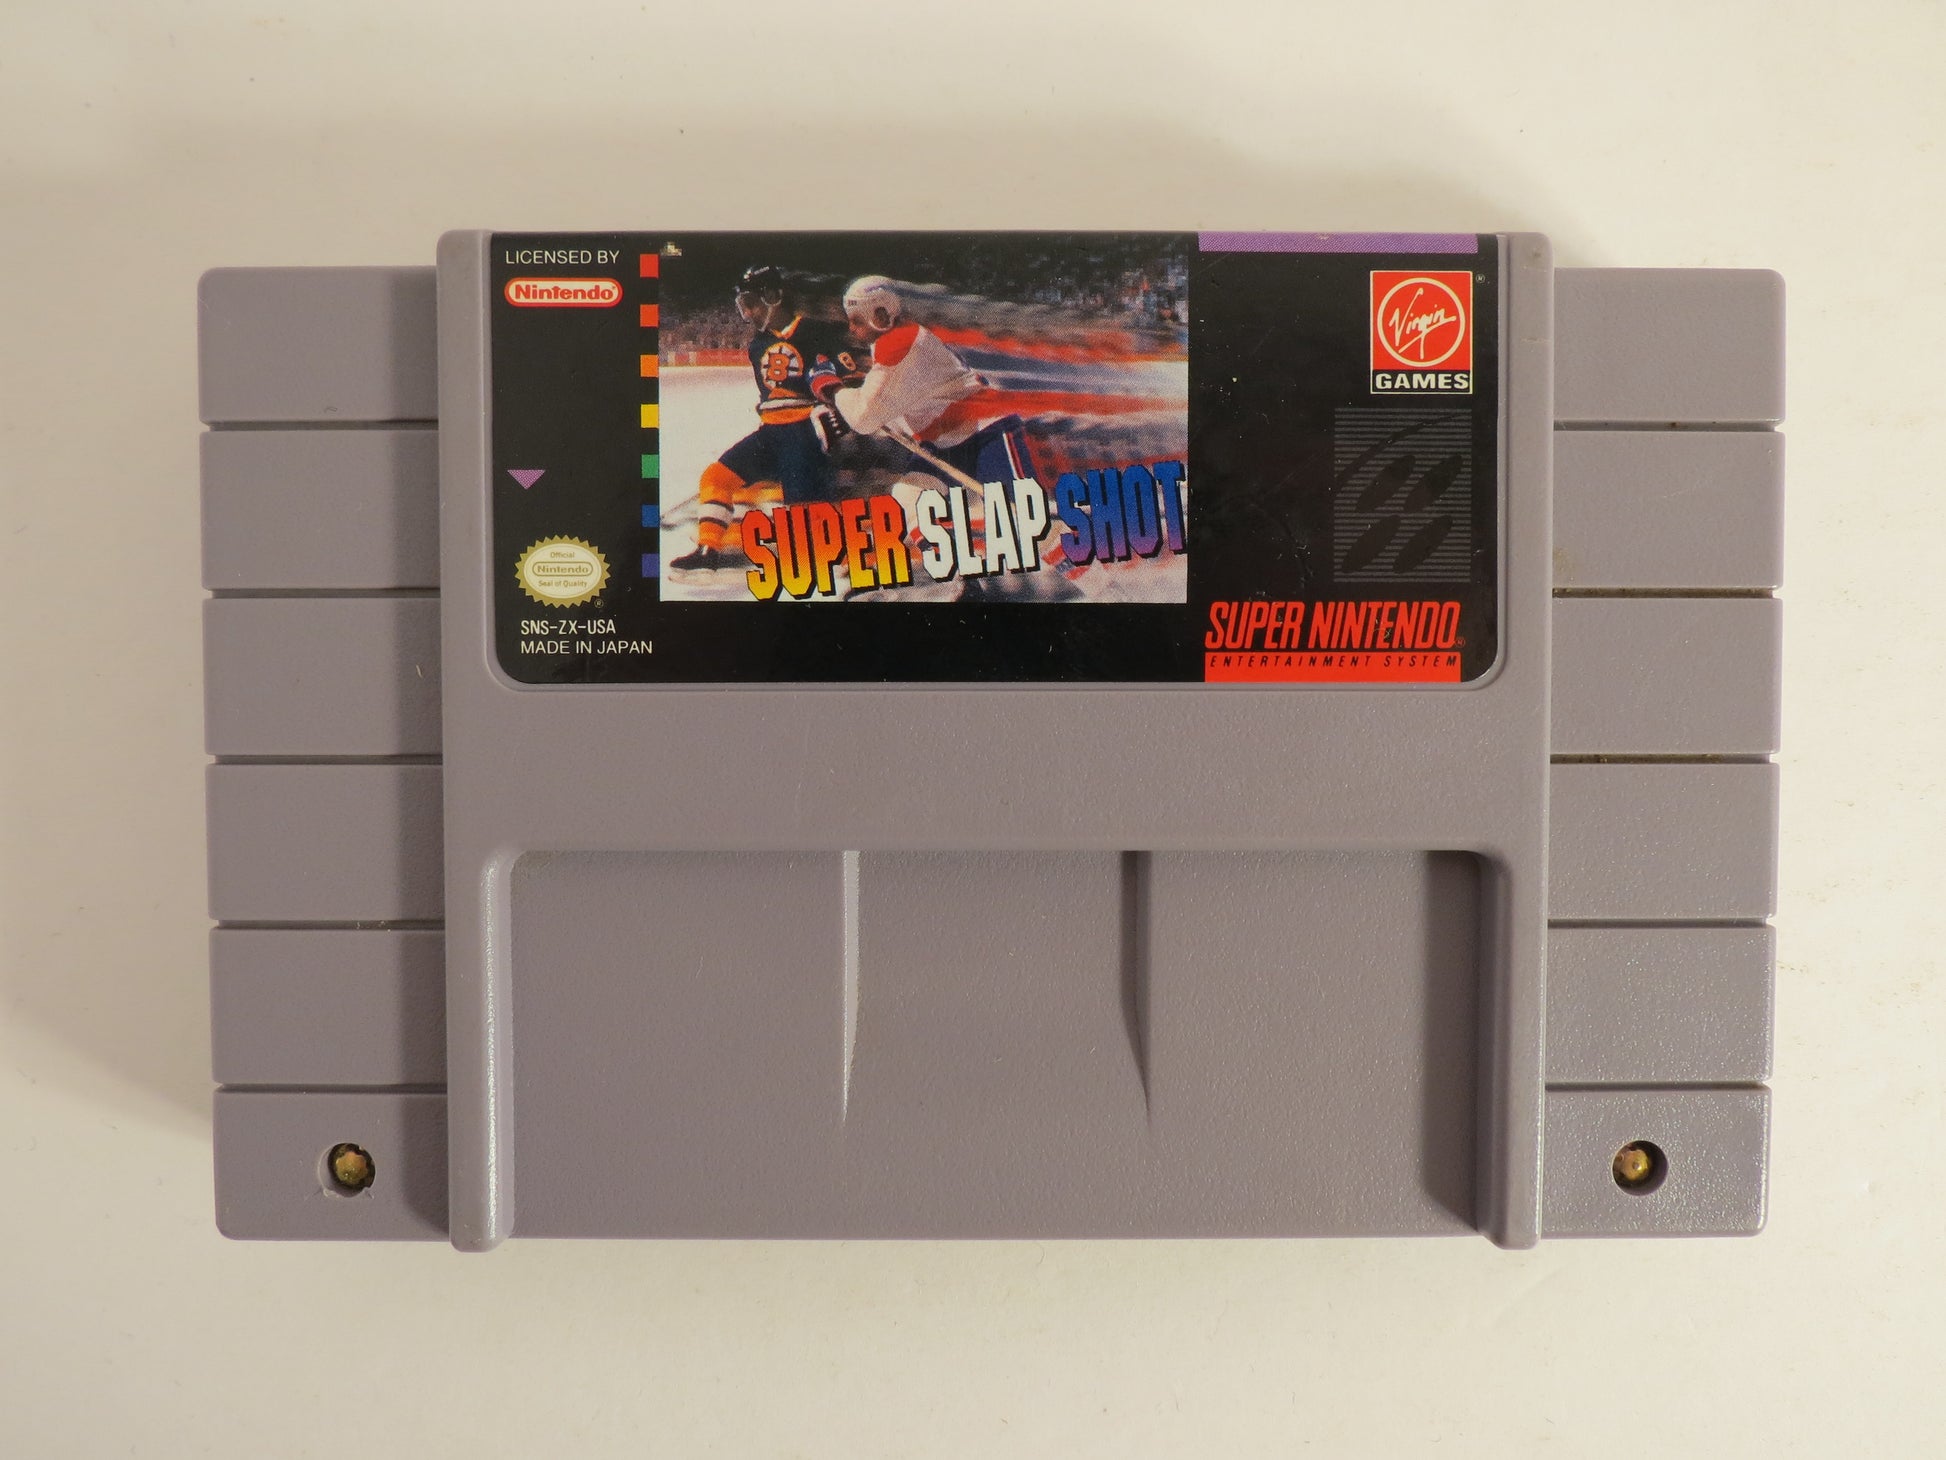 LICENSED BY
Nintendo
Official
Nintendo
Seal of Quality
SNS-ZX-USA
MADE IN JAPAN
B
SUPER SLAP SHOT
Virgin
GAMES
SUPER NINTENDO
ENTERTAINMENT SYSTEM